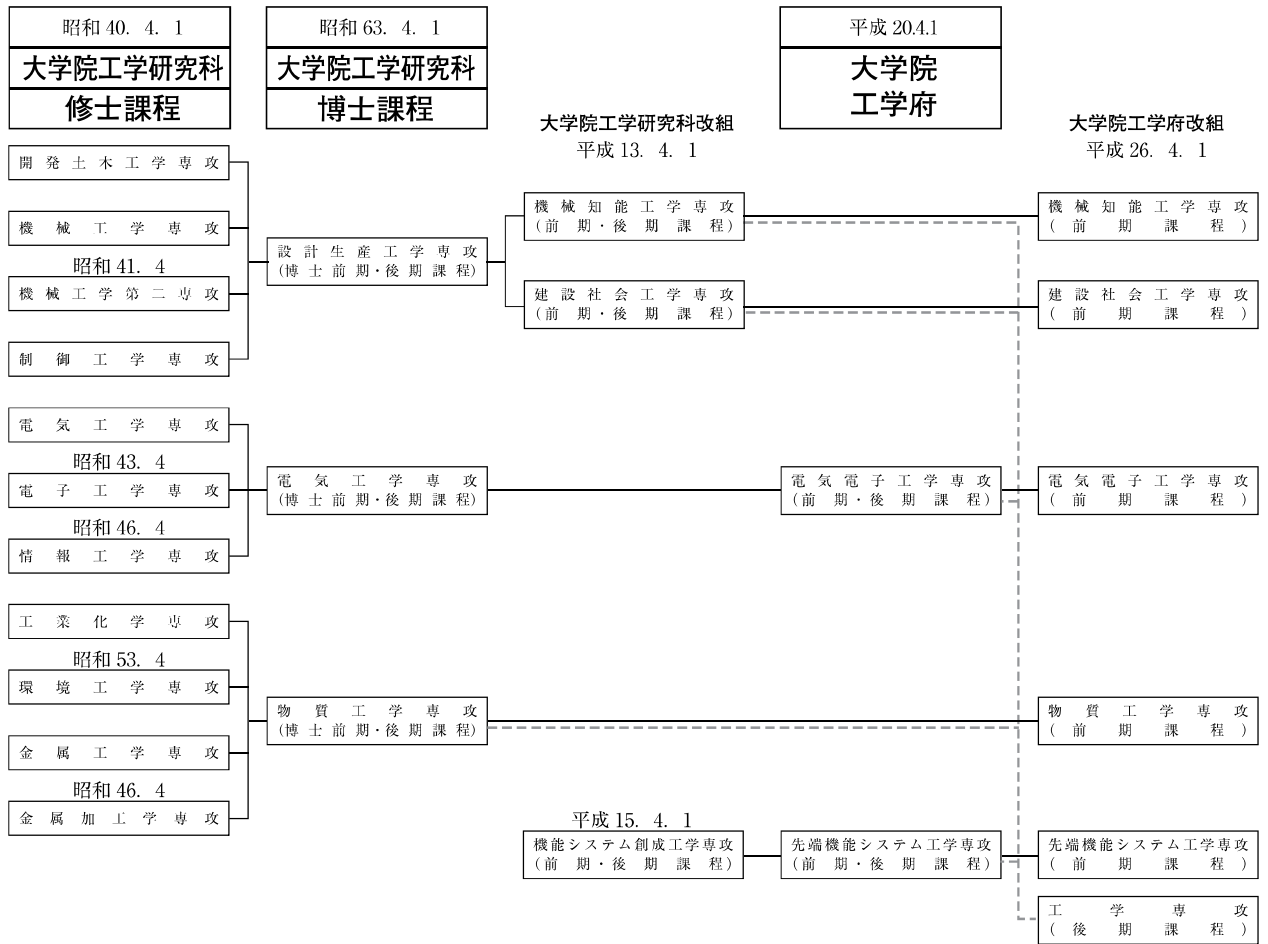 昭和 40. 4. 1
大学院工学研究科
修士課程
開発土木工学専攻
機械工学専攻
昭和 41. 4
機械工学第二専攻
制御工学専攻
電気工学専攻
昭和 43. 4
電子工学専攻
昭和 46. 4
情報工学専攻
工業化学専攻
昭和 53. 4
環境工学専攻
金属工学専攻
昭和 46. 4
金属加工学専攻
昭和 63. 4. 1
大学院工学研究科
博士課程
設計生産工学専攻
(博士前期・後期課程)
電気工学専攻
(博士前期・後期課程)
物質工学専攻
(博士前期・後期課程)
大学院工学研究科改組
平成 13. 4. 1
機械知能工学専攻
(前期・後期課程)
建設社会工学専攻
(前期・後期課程)
平成 15. 4. 1
機能システム創成工学専攻
(前期・後期課程)
平成 20.4.1
大学院
工学府
電気電子工学専攻
(前期・後期課程)
先端機能システム工学専攻
(前期・後期課程)
大学院工学府改組
平成 26. 4. 1
機械知能工学専攻
(前期課程)
建設社会工学専攻
(前期課程)
電気電子工学専攻
(前期課程)
物質工学専攻
(前期課程)
先端機能システム工学専攻
(前期課程)
工学専攻
(後期課程)